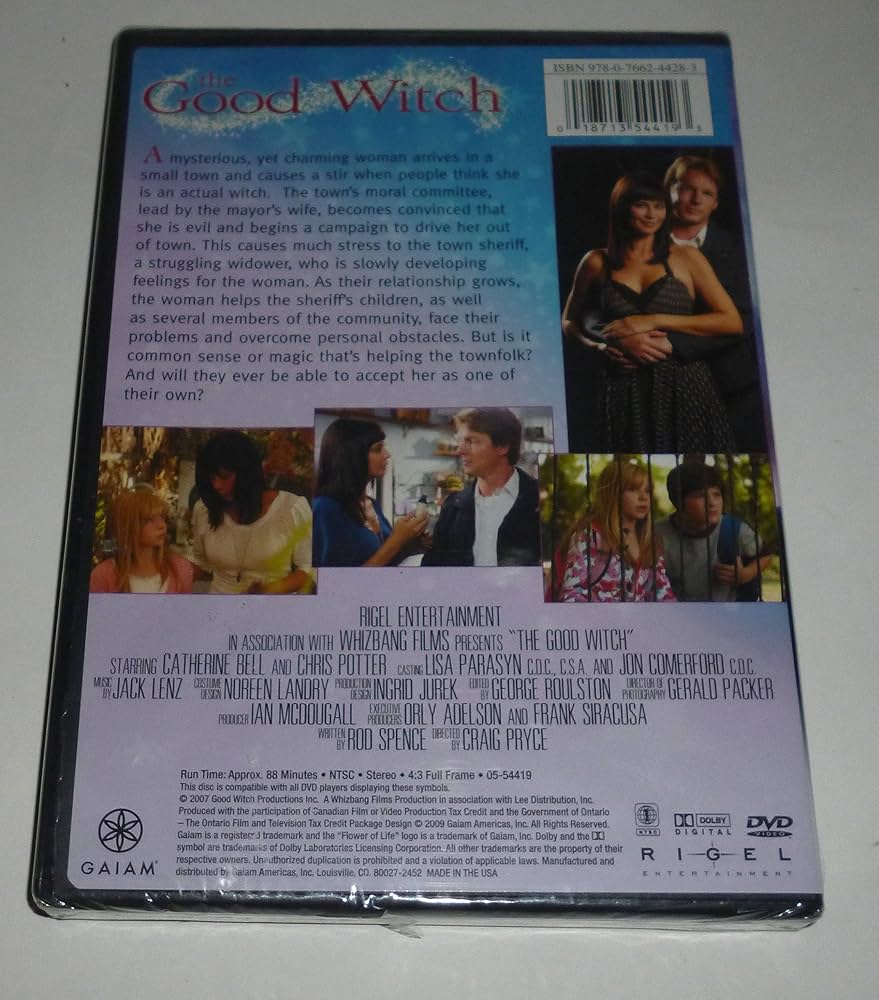 the
Good Witch
ISBN 978-0-7662-4428-3
0 18713 54419 3
A mysterious, yet charming woman arrives in a
small town and causes a stir when people think she
is an actual witch. The town's moral committee,
lead by the mayor's wife, becomes convinced that
she is evil and begins a campaign to drive her out
of town. This causes much stress to the town sheriff,
a struggling widower, who is slowly developing
feelings for the woman. As their relationship grows,
the woman helps the sheriff's children, as well
as several members of the community, face their
problems and overcome personal obstacles. But is it
common sense or magic that's helping the townfolk?
And will they ever be able to accept her as one of
their own?
RIGEL ENTERTAINMENT
IN ASSOCIATION WITH WHIZBANG FILMS PRESENTS "THE GOOD WITCH"
STARRING CATHERINE BELL AND CHRIS POTTER CASTING LISA PARASYN C.D.C., C.S.A. AND JON COMERFORD C.D.C.
MUSIC BY JACK LENZ COSTUME DESIGN NOREEN LANDRY PRODUCTION DESIGN INGRID JUREK EDITED BY GEORGE ROULSTON DIRECTOR OF PHOTOGRAPHY GERALD PACKER
PRODUCER IAN MCDOUGALL EXECUTIVE PRODUCERS ORLY ADELSON AND FRANK SIRACUSA
WRITTEN BY ROD SPENCE DIRECTED BY CRAIG PRYCE
Run Time: Approx. 88 Minutes • NTSC • Stereo • 4:3 Full Frame • 05-54419
This disc is compatible with all DVD players displaying these symbols.
© 2007 Good Witch Productions Inc. A Whizbang Films Production in association with Lee Distribution, Inc.
Produced with the participation of Canadian Film or Video Production Tax Credit and the Government of Ontario
– The Ontario Film and Television Tax Credit Package Design © 2009 Gaiam Americas, Inc. All Rights Reserved.
Gaiam is a registered trademark and the "Flower of Life" logo is a trademark of Gaiam, Inc. Dolby and the
symbol are trademarks of Dolby Laboratories Licensing Corporation. All other trademarks are the property of their
respective owners. Unauthorized duplication is prohibited and a violation of applicable laws. Manufactured and
distributed by Gaiam Americas, Inc. Louisville, CO. 80027-2452 MADE IN THE USA
GAIAM®
1
NTSC
DOLBY
DIGITAL
DVD
VIDEO
RIGEL
ENTERTAINMENT